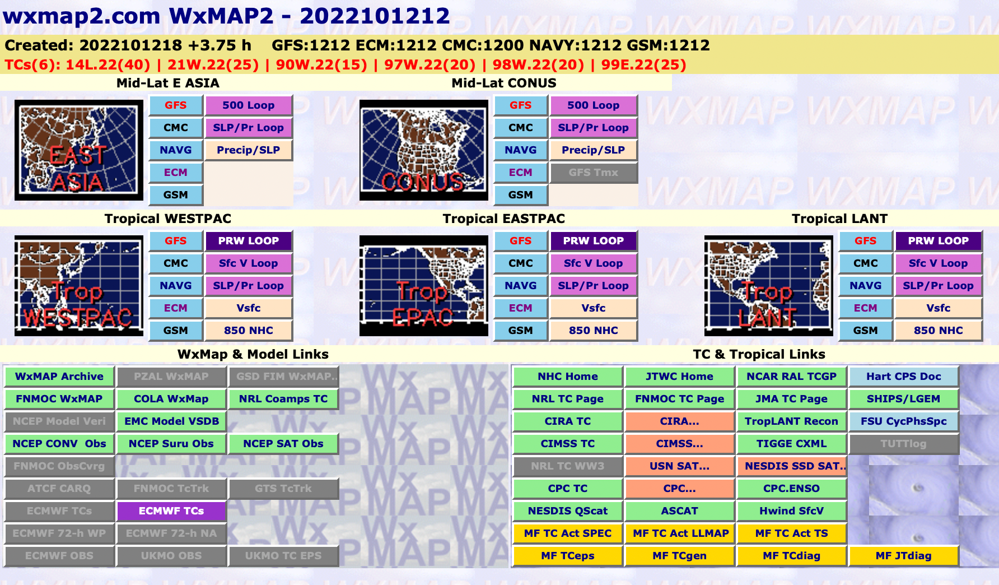 wxmap2.com WxMAP2 - 2022101212
Created: 2022101218 +3.75 h GFS:1212 ECM:1212 CMC:1200 NAVY:1212 GSM:1212
TCs(6): 14L.22(40) | 21W.22(25) | 90W.22(15) | 97W.22(20) | 98W.22(20) | 99E.22(25)
Mid-Lat E ASIA Mid-Lat CONUS
GFS 500 Loop GFS 500 Loop
CMC SLP/Pr Loop CMC SLP/Pr Loop
EAST NAVG Precip/SLP NAVG Precip/SLP
ECM ECM GFS Tmx
ASIA CONUS
GSM GSM
Tropical WESTPAC Tropical EASTPAC Tropical LANT
GFS PRW LOOP GFS PRW LOOP GFS PRW LOOP
CMC Sfc V Loop CMC Sfc V Loop CMC Sfc V Loop
Trop NAVG SLP/Pr Loop Trop NAVG SLP/Pr Loop Trop NAVG SLP/Pr Loop
ECM Vsfc ECM Vsfc ECM Vsfc
WESTPAC EPAC LANT
GSM 850 NHC GSM 850 NHC GSM 850 NHC
WxMap & Model Links TC & Tropical Links
WxMAP Archive PZAL WxMAP GSD FIM WxMAP.. NHC Home JTWC Home NCAR RAL TCGP Hart CPS Doc
FNMOC WxMAP COLA WxMap NRL Coamps TC NRL TC Page FNMOC TC Page JMA TC Page SHIPS/LGEM
NCEP Model Veri EMC Model VSDB CIRA TC CIRA... TropLANT Recon FSU CycPhsSpc
NCEP CONV Obs NCEP Suru Obs NCEP SAT Obs CIMSS TC CIMSS... TIGGE CXML TUTTlog
FNMOC ObsCvrg NRL TC WW3 USN SAT... NESDIS SSD SAT..
ATCF CARQ FNMOC TcTrk GTS TcTrk CPC TC CPC... CPC.ENSO
ECMWF TCs ECMWF TCs NESDIS QScat ASCAT Hwind SfcV
ECMWF 72-h WP ECMWF 72-h NA MF TC Act SPEC MF TC Act LLMAP MF TC Act TS
ECMWF OBS UKMO OBS UKMO TC EPS MF TCeps MF TCgen MF TCdiag MF JTdiag